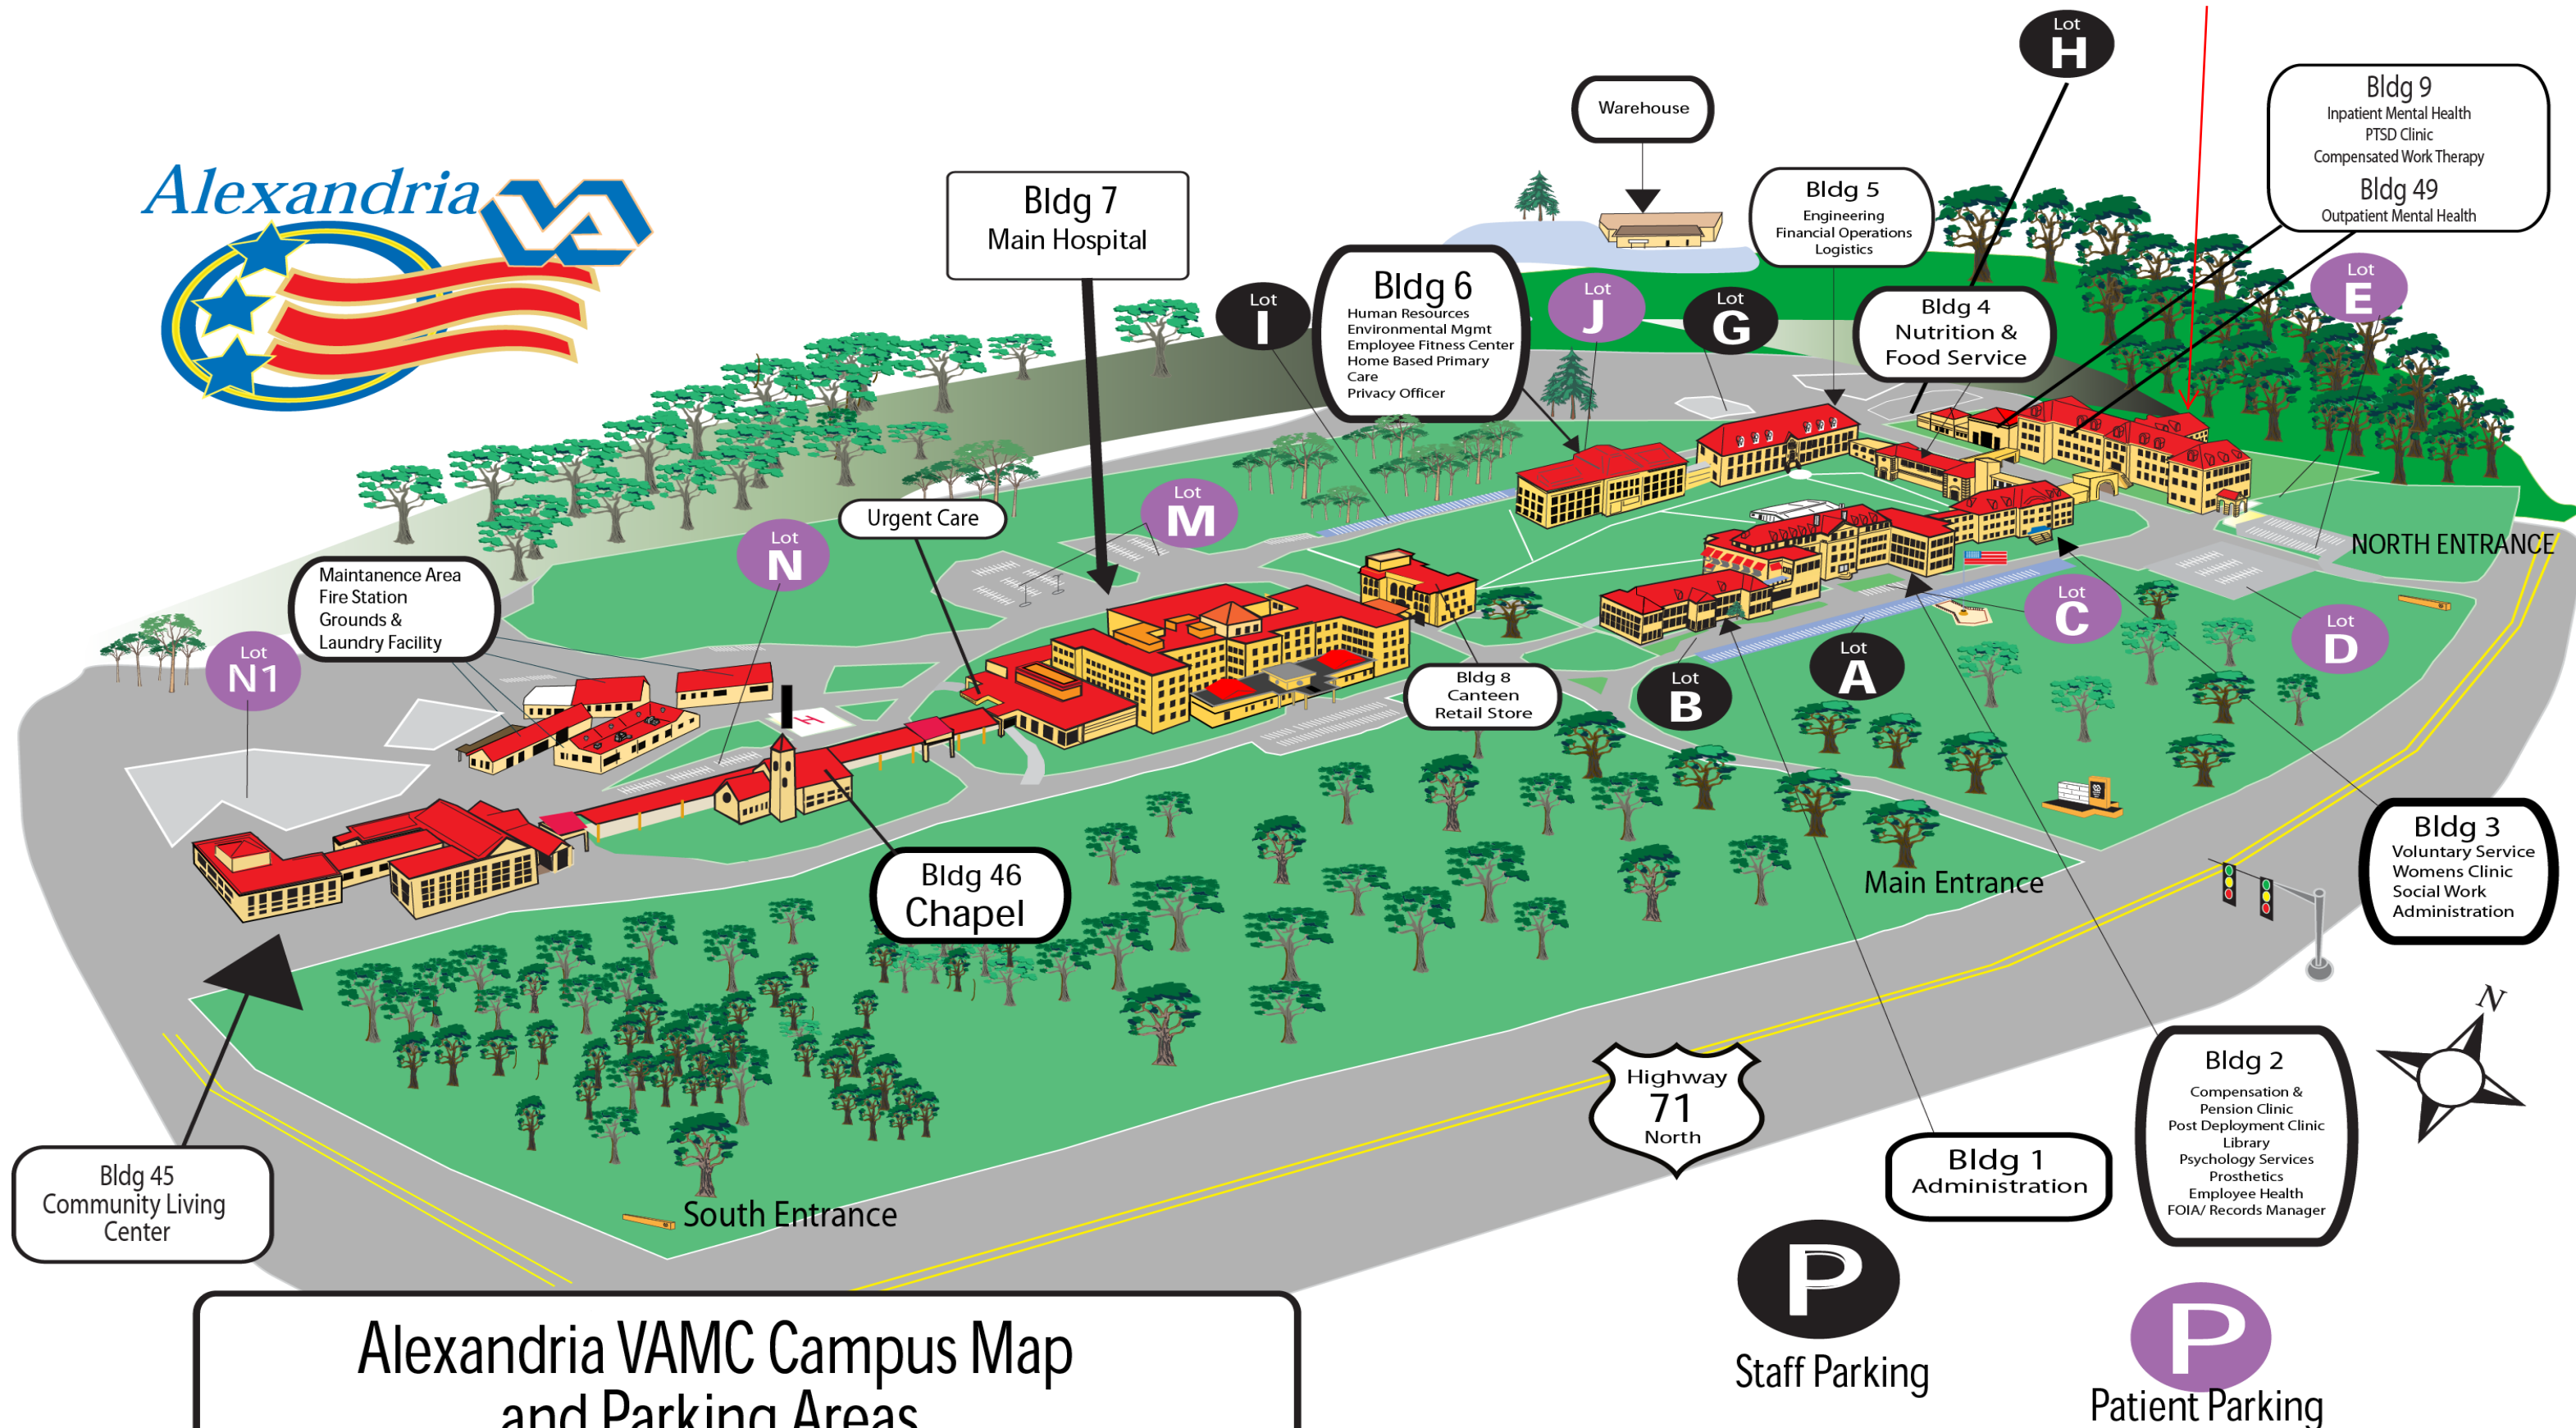 Alexandria
VA
Lot
H
Warehouse
Bldg 9
Inpatient Mental Health
PTSD Clinic
Compensated Work Therapy
Bldg 49
Outpatient Mental Health
Bldg 7
Main Hospital
Bldg 5
Engineering
Financial Operations
Logistics
Lot
I
Bldg 6
Human Resources
Environmental Mgmt
Employee Fitness Center
Home Based Primary
Care
Privacy Officer
Lot
J
Lot
G
Bldg 4
Nutrition &
Food Service
Lot
E
Urgent Care
Lot
M
Lot
N
NORTH ENTRANCE
Maintanence Area
Fire Station
Grounds &
Laundry Facility
Lot
N1
H
Bldg 8
Canteen
Retail Store
Lot
B
Lot
A
Lot
C
Lot
D
Bldg 46
Chapel
Main Entrance
Bldg 3
Voluntary Service
Womens Clinic
Social Work
Administration
N
Highway
71
North
Bldg 2
Compensation &
Pension Clinic
Post Deployment Clinic
Library
Psychology Services
Prosthetics
Employee Health
FOIA/ Records Manager
Bldg 1
Administration
Bldg 45
Community Living
Center
South Entrance
P
Staff Parking
P
Patient Parking
Alexandria VAMC Campus Map
and Parking Areas